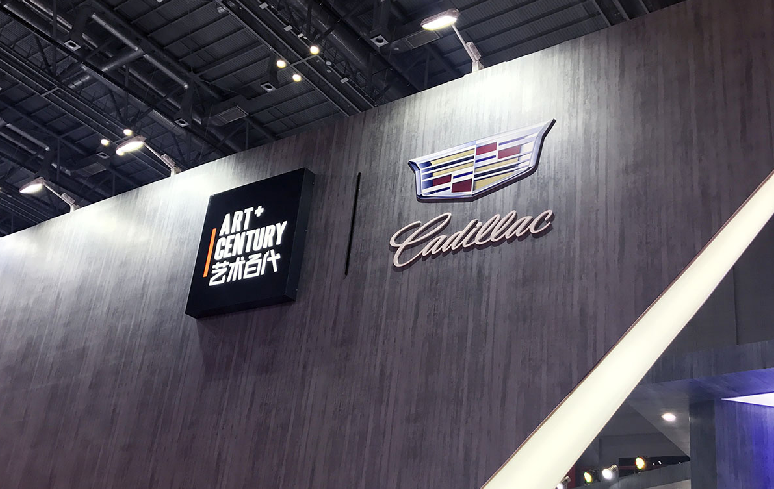 ART+
CENTURY
艺术百代
Cadillac